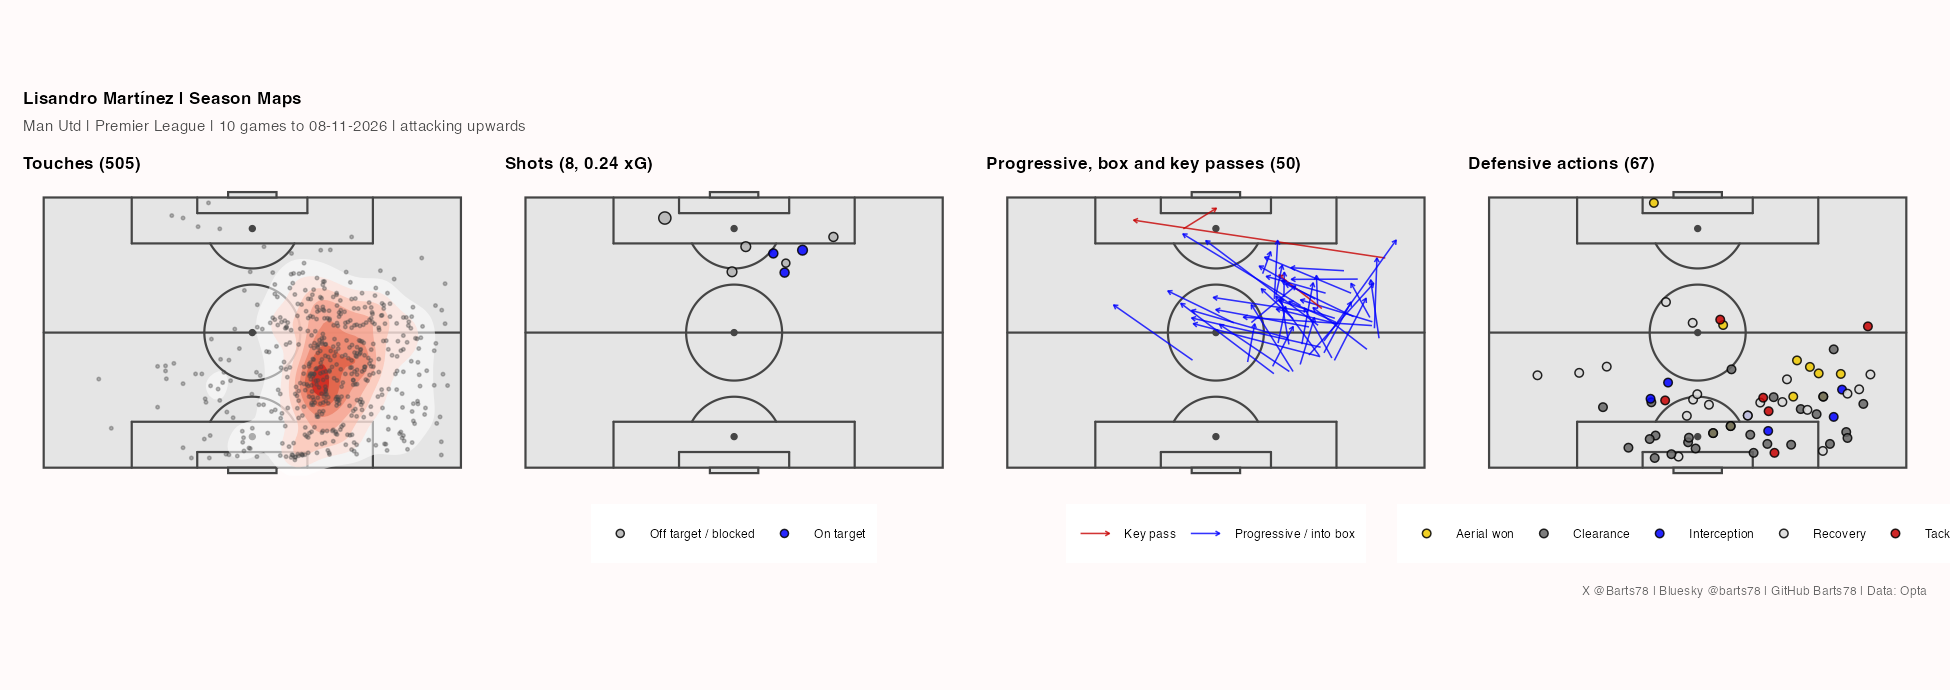 Lisandro Martínez | Season Maps
Man Utd | Premier League | 10 games to 08-11-2026 | attacking upwards
Touches (505)
Shots (8, 0.24 xG)
Progressive, box and key passes (50)
Defensive actions (67)
Off target / blocked
On target
Key pass
Progressive / into box
Aerial won
Clearance
Interception
Recovery
Tack
X @Barts78 | Bluesky @barts78 | GitHub Barts78 | Data: Opta